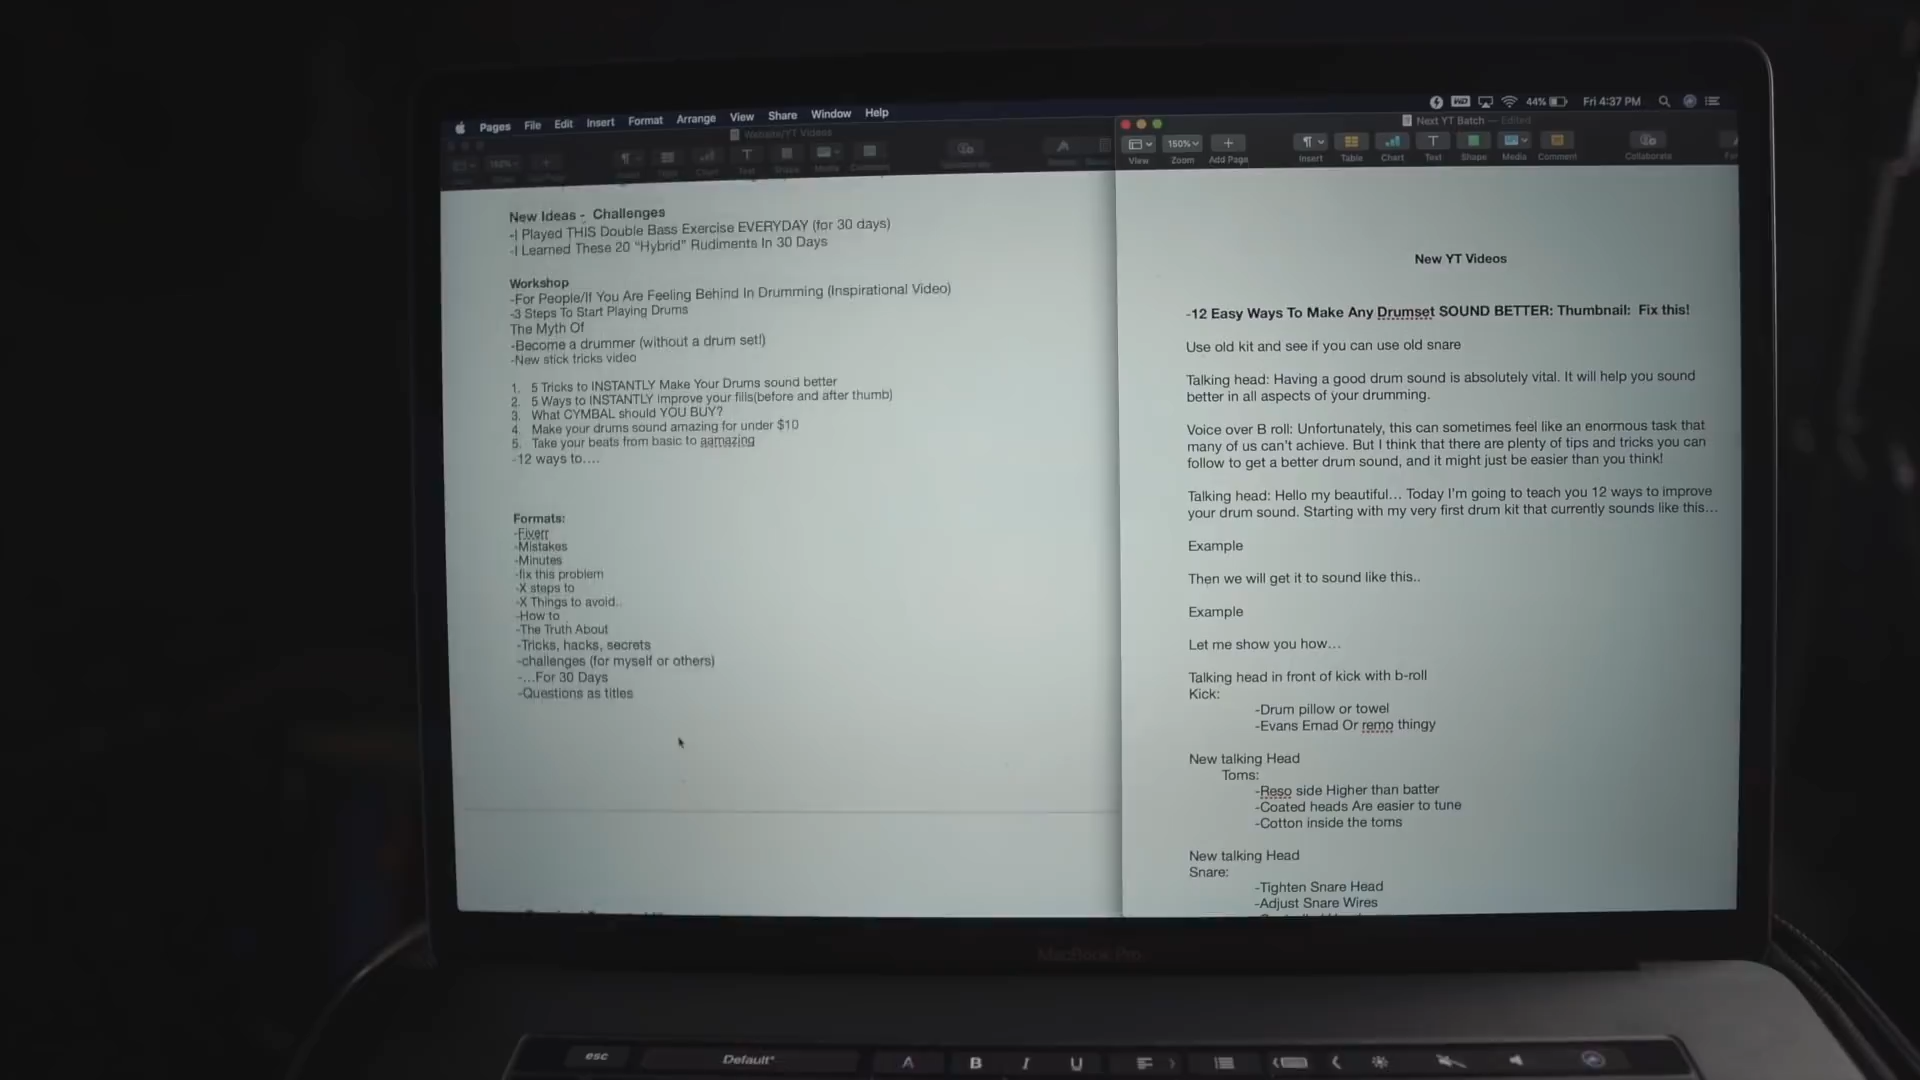 Pages File Edit Insert Format Arrange View Share Window Help
44% Fri 4:37 PM
Website/YT Videos
Next YT Batch — Edited
150%
View Zoom Add Page Insert Table Chart Text Shape Media Comment Collaborate
New Ideas - Challenges
-I Played THIS Double Bass Exercise EVERYDAY (for 30 days)
-I Learned These 20 “Hybrid” Rudiments In 30 Days
Workshop
-For People/If You Are Feeling Behind In Drumming (Inspirational Video)
-3 Steps To Start Playing Drums
The Myth Of
-Become a drummer (without a drum set!)
-New stick tricks video
1. 5 Tricks to INSTANTLY Make Your Drums sound better
2. 5 Ways to INSTANTLY improve your fills(before and after thumb)
3. What CYMBAL should YOU BUY?
4. Make your drums sound amazing for under $10
5. Take your beats from basic to aamazing
-12 ways to….
Formats:
-Fiverr
-Mistakes
-Minutes
-fix this problem
-X steps to
-X Things to avoid..
-How to
-The Truth About
-Tricks, hacks, secrets
-challenges (for myself or others)
-…For 30 Days
-Questions as titles
New YT Videos
-12 Easy Ways To Make Any Drumset SOUND BETTER: Thumbnail: Fix this!
Use old kit and see if you can use old snare
Talking head: Having a good drum sound is absolutely vital. It will help you sound
better in all aspects of your drumming.
Voice over B roll: Unfortunately, this can sometimes feel like an enormous task that
many of us can’t achieve. But I think that there are plenty of tips and tricks you can
follow to get a better drum sound, and it might just be easier than you think!
Talking head: Hello my beautiful… Today I’m going to teach you 12 ways to improve
your drum sound. Starting with my very first drum kit that currently sounds like this…
Example
Then we will get it to sound like this..
Example
Let me show you how…
Talking head in front of kick with b-roll
Kick:
-Drum pillow or towel
-Evans Emad Or remo thingy
New talking Head
Toms:
-Reso side Higher than batter
-Coated heads Are easier to tune
-Cotton inside the toms
New talking Head
Snare:
-Tighten Snare Head
-Adjust Snare Wires
MacBook Pro
esc Default* A B I U